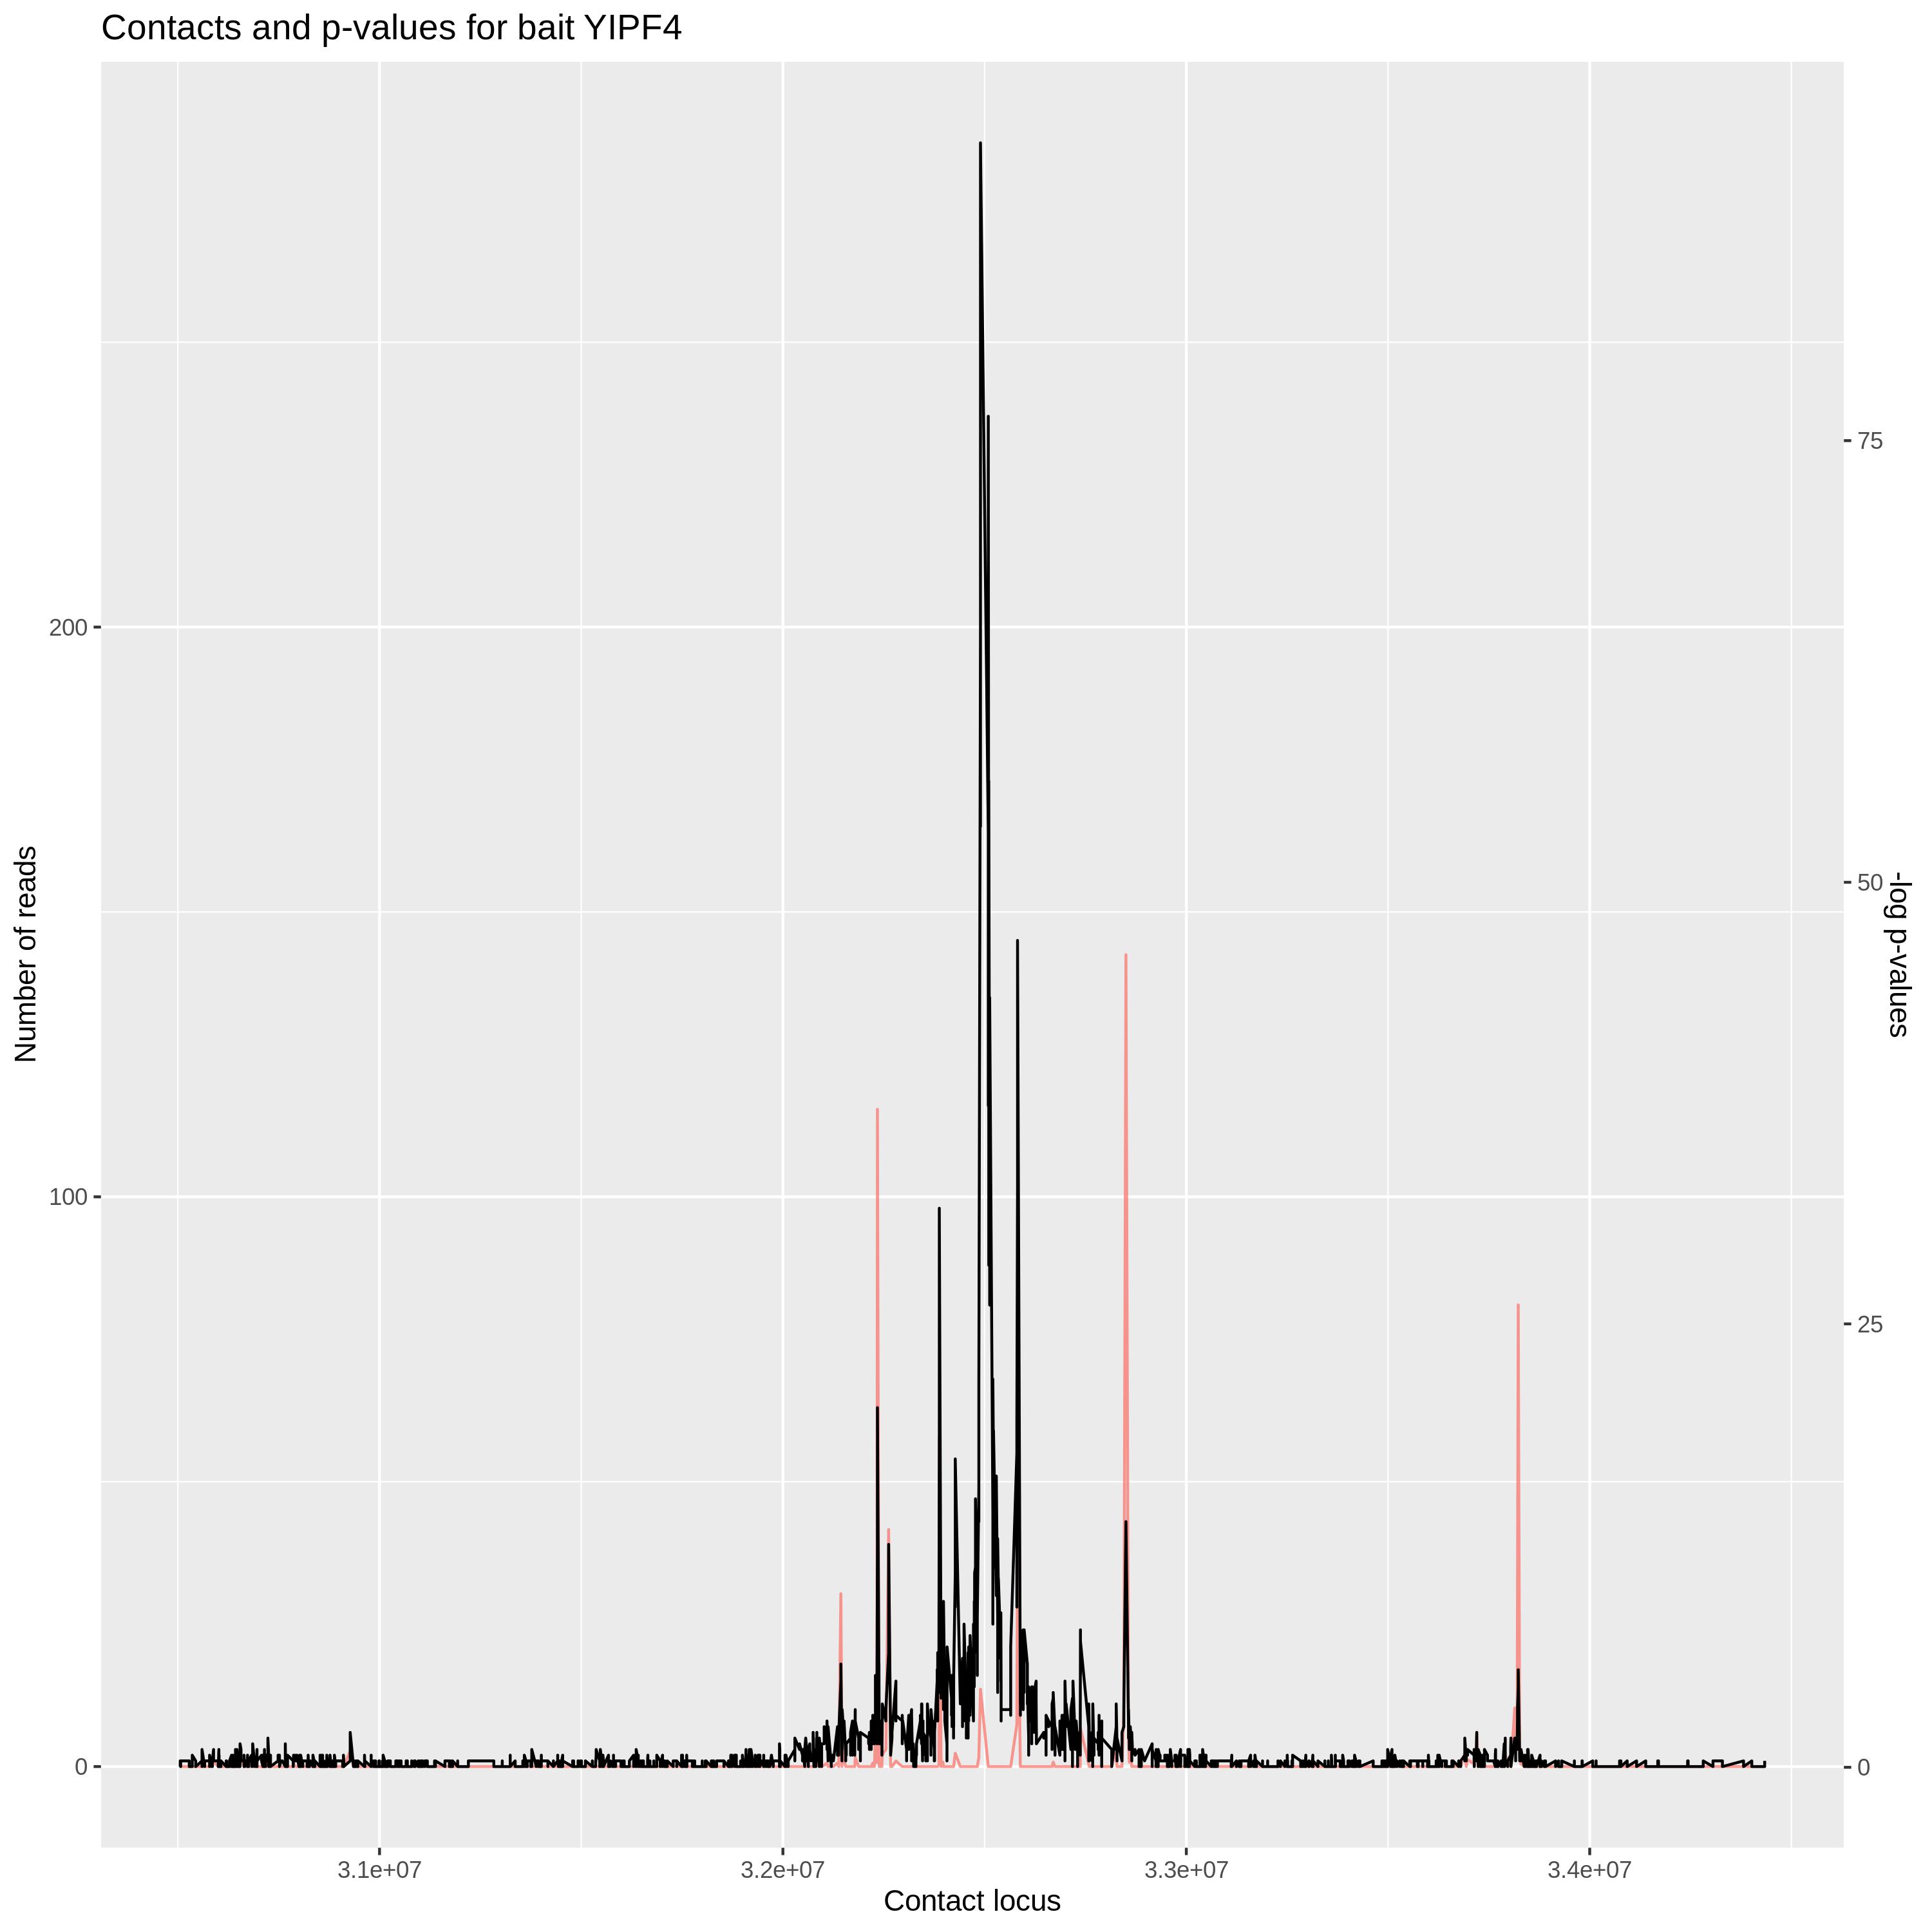 Contacts and p-values for bait YIPF4
Number of reads
200
100
0
75
50
25
0
-log p-values
3.1e+07
3.2e+07
3.3e+07
3.4e+07
Contact locus